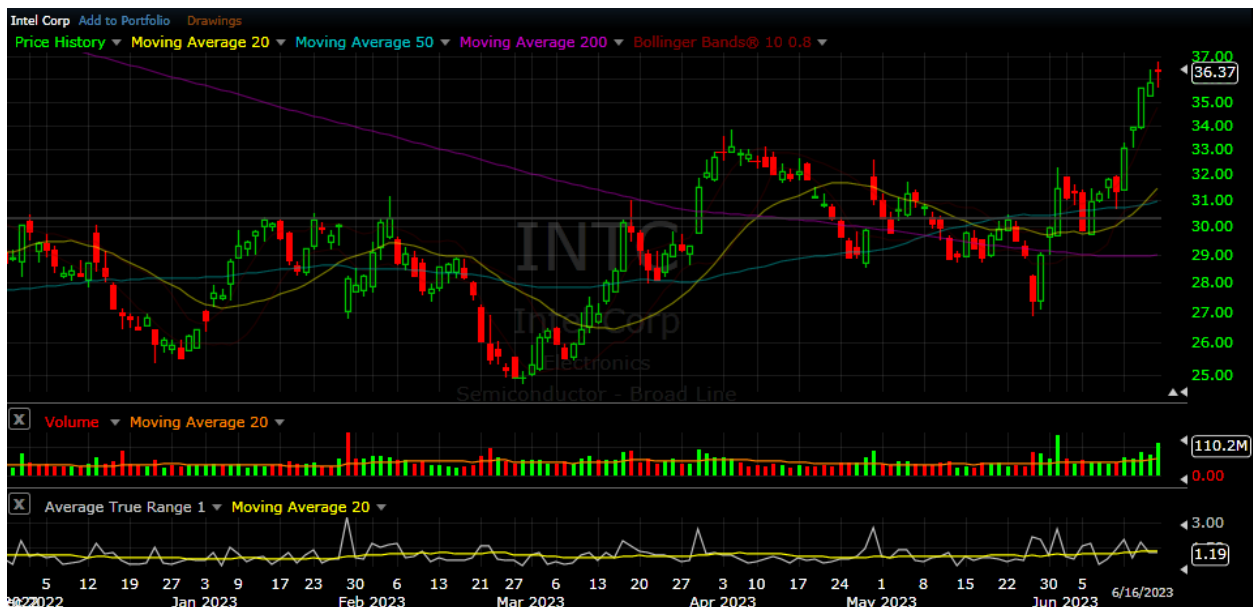 Intel Corp Add to Portfolio Drawings
Price History Moving Average 20 Moving Average 50 Moving Average 200 Bollinger Bands® 10 0.8
37.00
36.37
35.00
34.00
33.00
32.00
31.00
30.00
29.00
28.00
27.00
26.00
25.00
INTC
Intel Corp
Electronics
Semiconductor - Broad Line
X Volume Moving Average 20
110.2M
0.00
X Average True Range 1 Moving Average 20
3.00
1.19
5 12 19 27 3 9 17 23 30 6 13 21 27 6 13 20 27 3 10 17 24 1 8 15 22 30 5 6/16/2023
2022 Jan 2023 Feb 2023 Mar 2023 Apr 2023 May 2023 Jun 2023